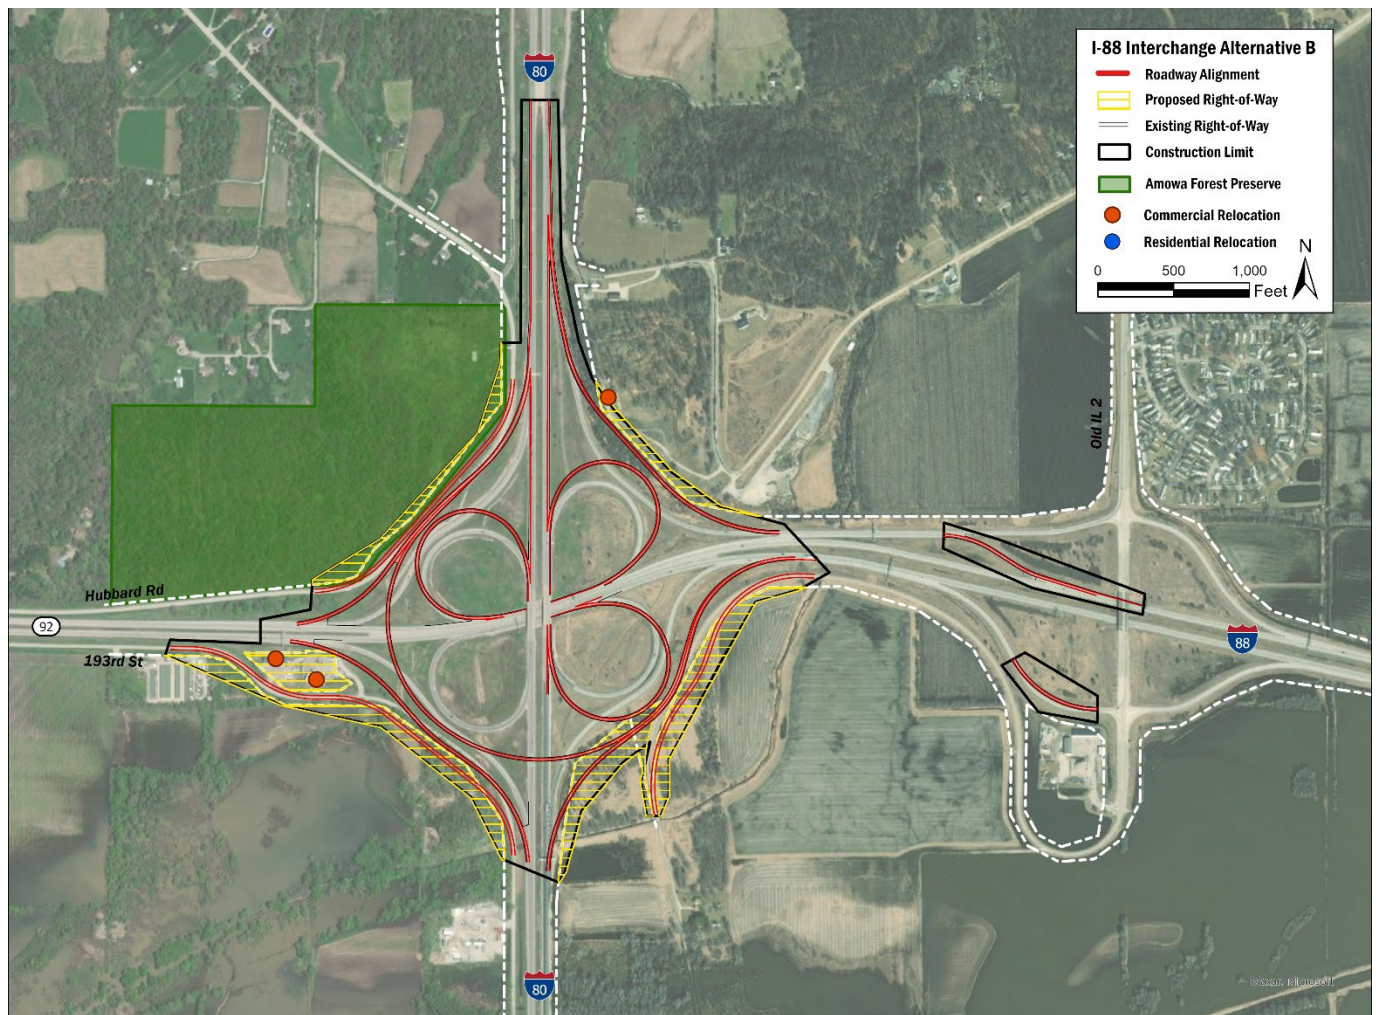 80
I-88 Interchange Alternative B
Roadway Alignment
Proposed Right-of-Way
Existing Right-of-Way
Construction Limit
Amowa Forest Preserve
Commercial Relocation
Residential Relocation
N
0 500 1,000
Feet
Old IL 2
Hubbard Rd
92
193rd St
88
80
Maxar, Microsoft